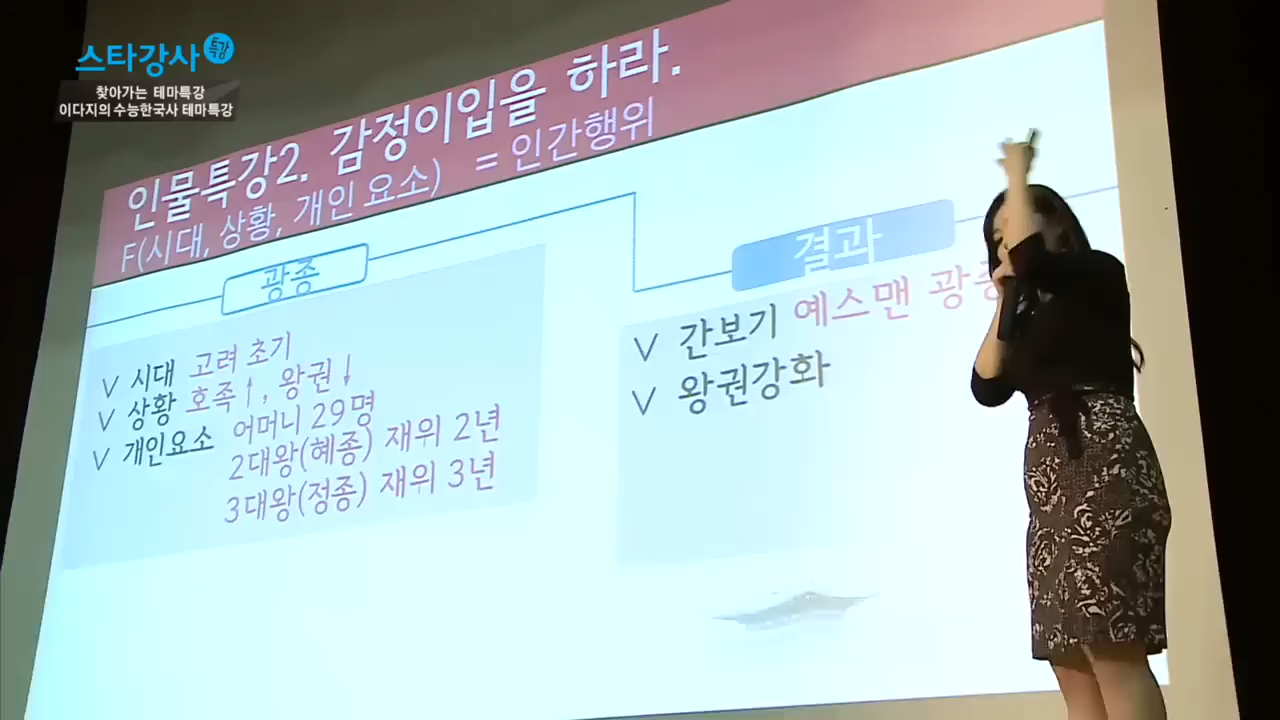 스타강사 특강
찾아가는 테마특강
이다지의 수능한국사 테마특강
인물특강2. 감정이입을 하라.
F(시대, 상황, 개인 요소) = 인간행위
광종
∨ 시대 고려 초기
∨ 상황 호족↑, 왕권↓
∨ 개인요소 어머니 29명
2대왕(혜종) 재위 2년
3대왕(정종) 재위 3년
결과
∨ 간보기 예스맨 광종
∨ 왕권강화